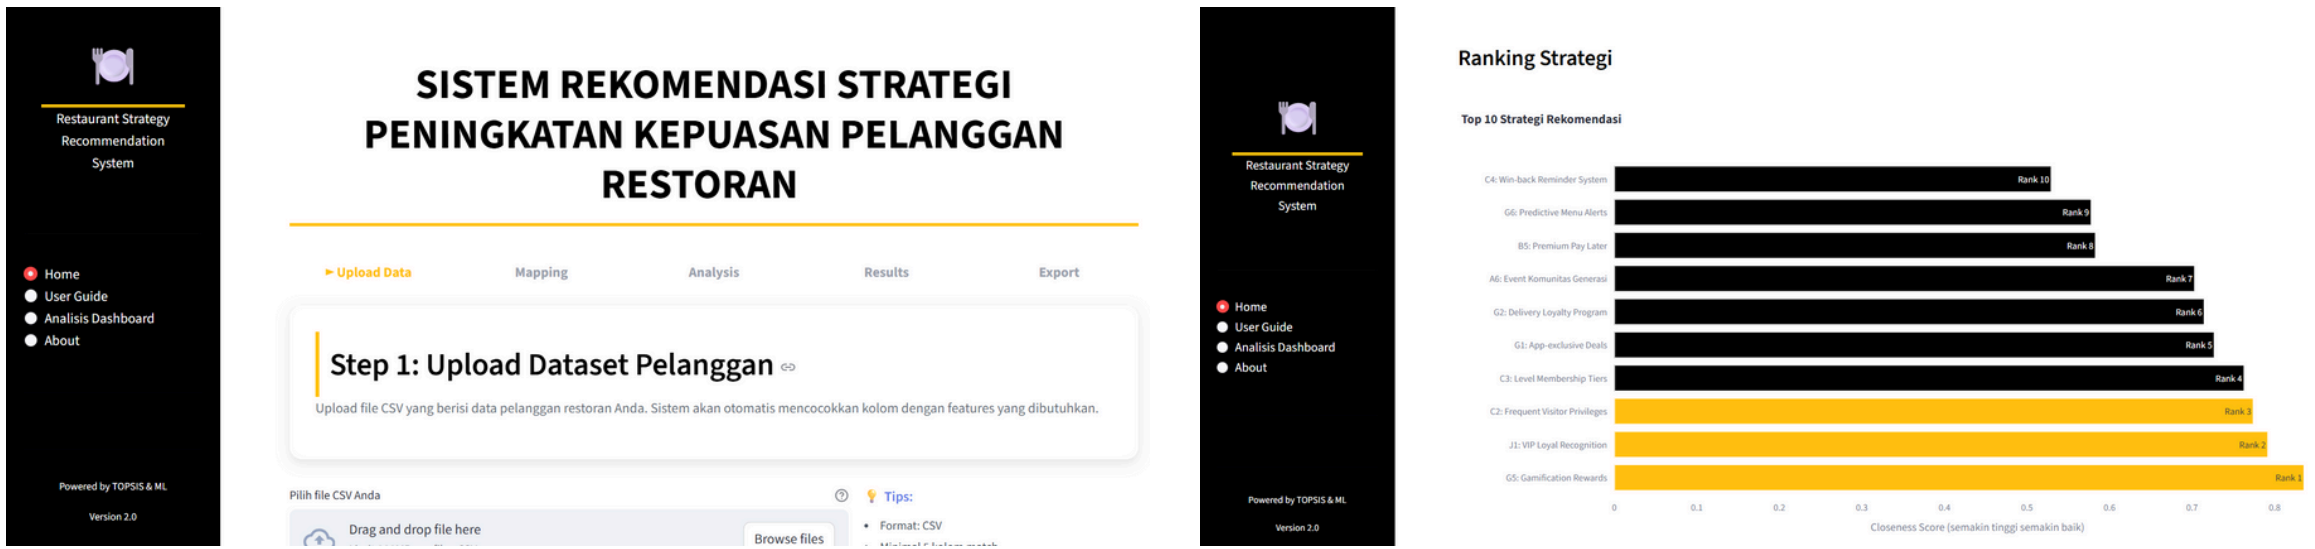 Restaurant Strategy
Recommendation
System
Home
User Guide
Analisis Dashboard
About
Powered by TOPSIS & ML
Version 2.0
SISTEM REKOMENDASI STRATEGI
PENINGKATAN KEPUASAN PELANGGAN
RESTORAN
Upload Data
Mapping
Analysis
Results
Export
Step 1: Upload Dataset Pelanggan
Upload file CSV yang berisi data pelanggan restoran Anda. Sistem akan otomatis mencocokkan kolom dengan features yang dibutuhkan.
Pilih file CSV Anda
Drag and drop file here
Browse files
Tips:
Format: CSV
Restaurant Strategy
Recommendation
System
Home
User Guide
Analisis Dashboard
About
Powered by TOPSIS & ML
Version 2.0
Ranking Strategi
Top 10 Strategi Rekomendasi
C4: Win-back Reminder System Rank 10
G6: Predictive Menu Alerts Rank 9
B5: Premium Pay Later Rank 8
A6: Event Komunitas Generasi Rank 7
G2: Delivery Loyalty Program Rank 6
G1: App-exclusive Deals Rank 5
C3: Level Membership Tiers Rank 4
C2: Frequent Visitor Privileges Rank 3
J1: VIP Loyal Recognition Rank 2
G5: Gamification Rewards Rank 1
0 0.1 0.2 0.3 0.4 0.5 0.6 0.7 0.8
Closeness Score (semakin tinggi semakin baik)